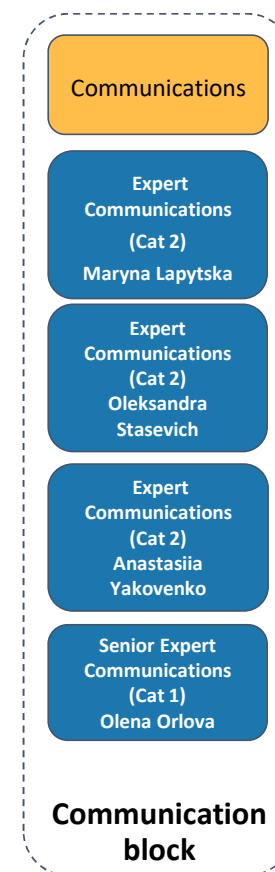 Communications
Expert
Communications
(Cat 2)
Maryna Lapytska
Expert
Communications
(Cat 2)
Oleksandra
Stasevich
Expert
Communications
(Cat 2)
Anastasiia
Yakovenko
Senior Expert
Communications
(Cat 1)
Olena Orlova
Communication
block